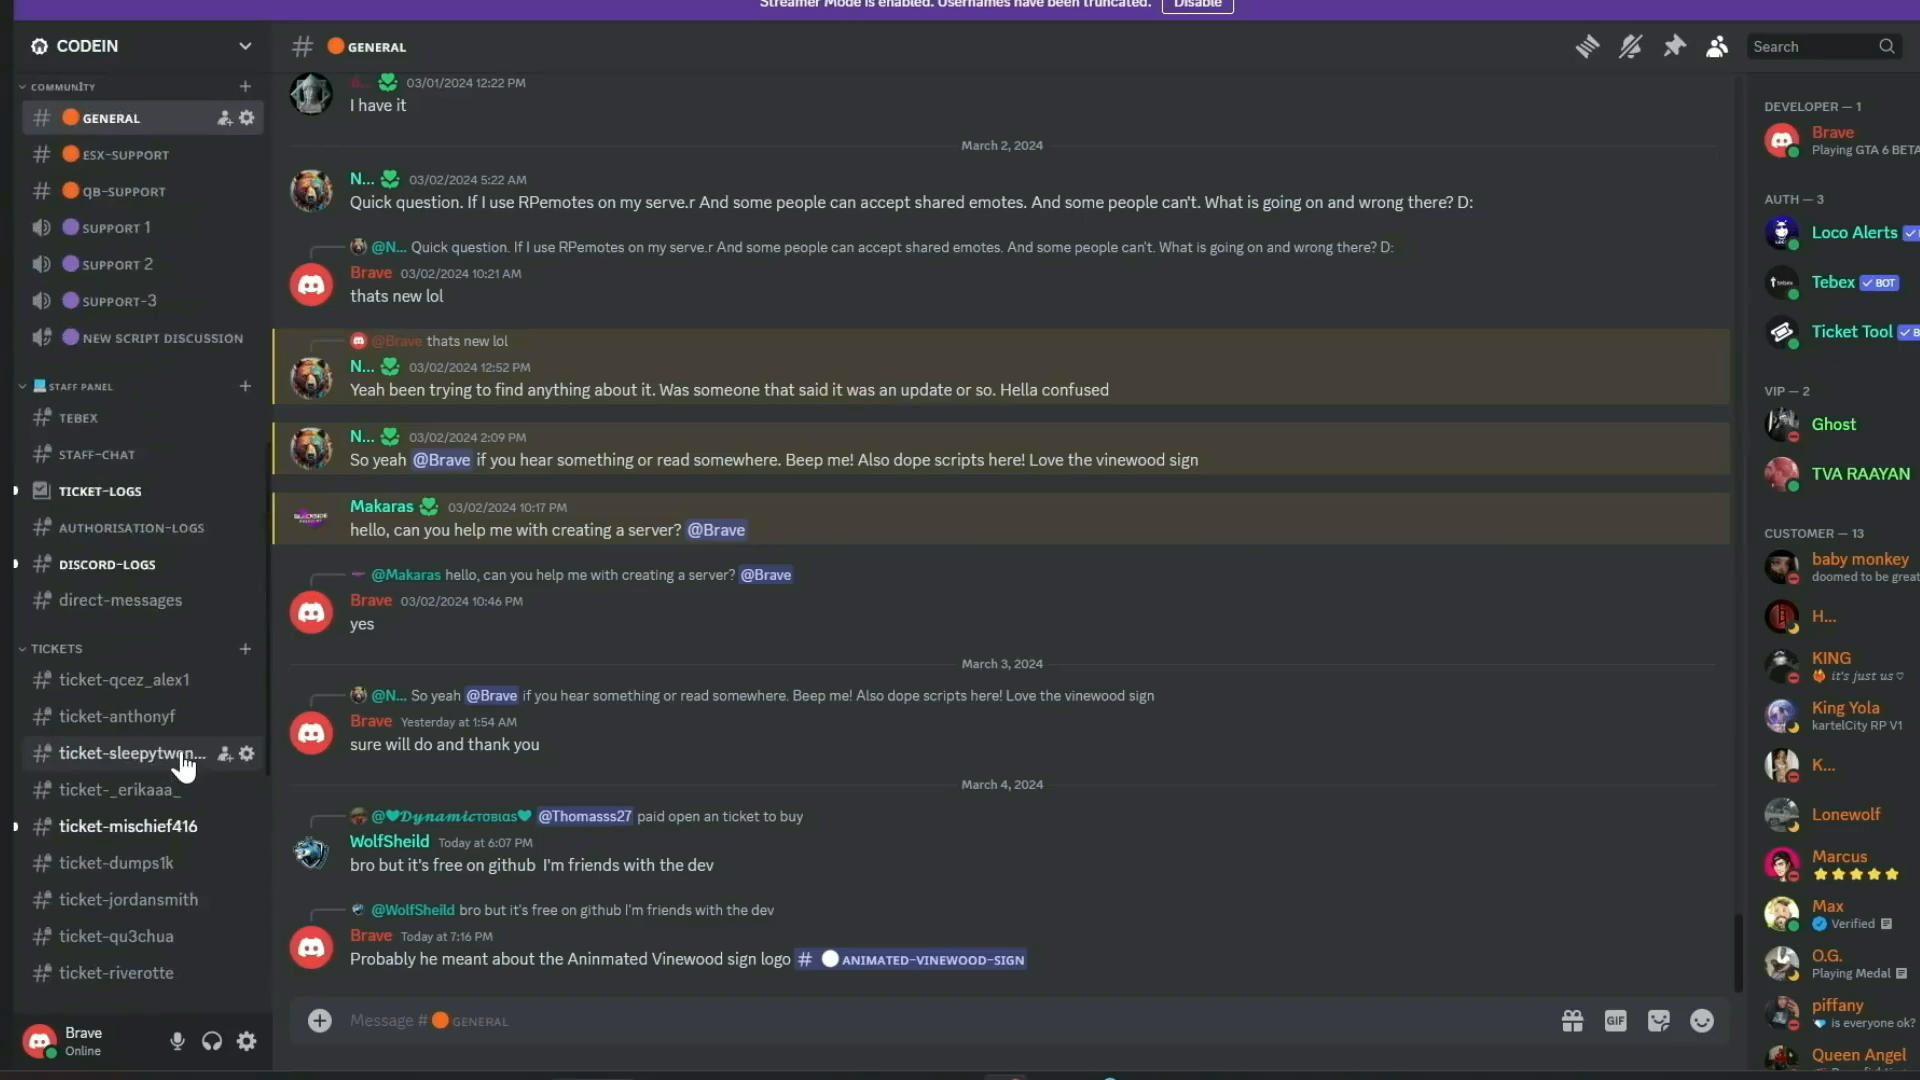 Streamer Mode is enabled. Usernames have been truncated. Disable
CODEIN
COMMUNITY
GENERAL
ESX-SUPPORT
QB-SUPPORT
SUPPORT 1
SUPPORT 2
SUPPORT-3
NEW SCRIPT DISCUSSION
STAFF PANEL
TEBEX
STAFF-CHAT
TICKET-LOGS
AUTHORISATION-LOGS
DISCORD-LOGS
direct-messages
TICKETS
ticket-qcez_alex1
ticket-anthonyf
ticket-sleepytwon...
ticket-_erikaaa_
ticket-mischief416
ticket-dumps1k
ticket-jordansmith
ticket-qu3chua
ticket-riverotte
Brave
Online
# GENERAL
Search
03/01/2024 12:22 PM
I have it
March 2, 2024
N... 03/02/2024 5:22 AM
Quick question. If I use RPemotes on my serve.r And some people can accept shared emotes. And some people can't. What is going on and wrong there? D:
@N... Quick question. If I use RPemotes on my serve.r And some people can accept shared emotes. And some people can't. What is going on and wrong there? D:
Brave 03/02/2024 10:21 AM
thats new lol
@Brave thats new lol
N... 03/02/2024 12:52 PM
Yeah been trying to find anything about it. Was someone that said it was an update or so. Hella confused
N... 03/02/2024 2:09 PM
So yeah @Brave if you hear something or read somewhere. Beep me! Also dope scripts here! Love the vinewood sign
Makaras 03/02/2024 10:17 PM
hello, can you help me with creating a server? @Brave
@Makaras hello, can you help me with creating a server? @Brave
Brave 03/02/2024 10:46 PM
yes
March 3, 2024
@N... So yeah @Brave if you hear something or read somewhere. Beep me! Also dope scripts here! Love the vinewood sign
Brave Yesterday at 1:54 AM
sure will do and thank you
March 4, 2024
@♥𝓓𝔂𝓷𝓪𝓶𝓲𝓬тαвιαs♥ @Thomasss27 paid open an ticket to buy
WolfSheild Today at 6:07 PM
bro but it's free on github I'm friends with the dev
@WolfSheild bro but it's free on github I'm friends with the dev
Brave Today at 7:16 PM
Probably he meant about the Aninmated Vinewood sign logo # ANIMATED-VINEWOOD-SIGN
Message # GENERAL
GIF
DEVELOPER — 1
Brave
Playing GTA 6 BETA
AUTH — 3
Loco Alerts
Tebex BOT
Ticket Tool
VIP — 2
Ghost
TVA RAAYAN
CUSTOMER — 13
baby monkey
doomed to be great
H...
KING
it's just us
King Yola
kartelCity RP V1
K...
Lonewolf
Marcus
Max
Verified
O.G.
Playing Medal
piffany
is everyone ok?
Queen Angel